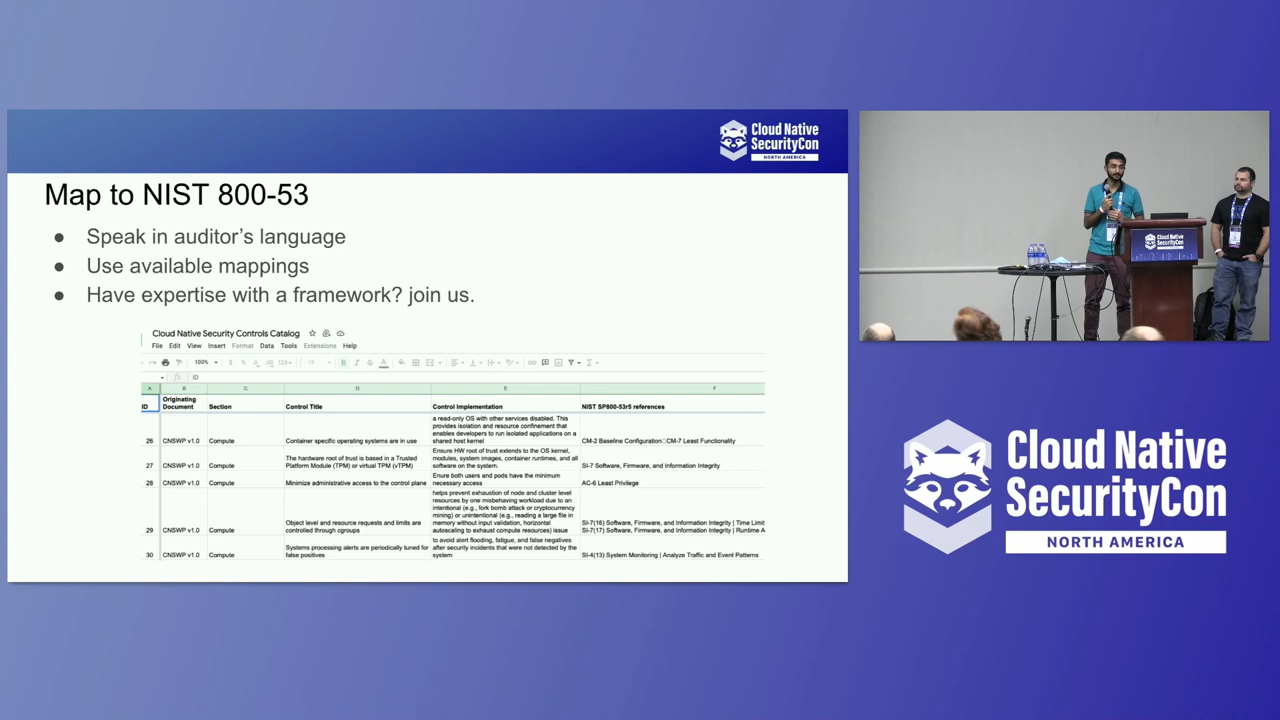 Cloud Native
SecurityCon
NORTH AMERICA
Map to NIST 800-53
● Speak in auditor's language
● Use available mappings
● Have expertise with a framework? join us.
Cloud Native Security Controls Catalog
File Edit View Insert Format Data Tools Extensions Help
100%
ID
A B C D E F
ID Originating Document Section Control Title Control Implementation NIST SP800-53r5 references
a read-only OS with other services disabled. This
provides isolation and resource confinement that
enables developers to run isolated applications on a
shared host kernel
26 CNSWP v1.0 Compute Container specific operating systems are in use CM-2 Baseline Configuration□CM-7 Least Functionality
Ensure HW root of trust extends to the OS kernel,
modules, system images, container runtimes, and all
software on the system.
The hardware root of trust is based in a Trusted
27 CNSWP v1.0 Compute Platform Module (TPM) or virtual TPM (vTPM) SI-7 Software, Firmware, and Information Integrity
Enure both users and pods have the minimum
necessary access
28 CNSWP v1.0 Compute Minimize administrative access to the control plane AC-6 Least Privilege
helps prevent exhaustion of node and cluster level
resources by one misbehaving workload due to an
intentional (e.g., fork bomb attack or cryptocurrency
mining) or unintentional (e.g., reading a large file in
memory without input validation, horizontal
autoscaling to exhaust compute resources) issue
Object level and resource requests and limits are
controlled through cgroups
29 CNSWP v1.0 Compute
SI-7(16) Software, Firmware, and Information Integrity | Time Limit
SI-7(17) Software, Firmware, and Information Integrity | Runtime A
to avoid alert flooding, fatigue, and false negatives
after security incidents that were not detected by the
system
Systems processing alerts are periodically tuned for
false positives
30 CNSWP v1.0 Compute
SI-4(13) System Monitoring | Analyze Traffic and Event Patterns
Cloud Native
SecurityCon
Cloud Native
SecurityCon
NORTH AMERICA